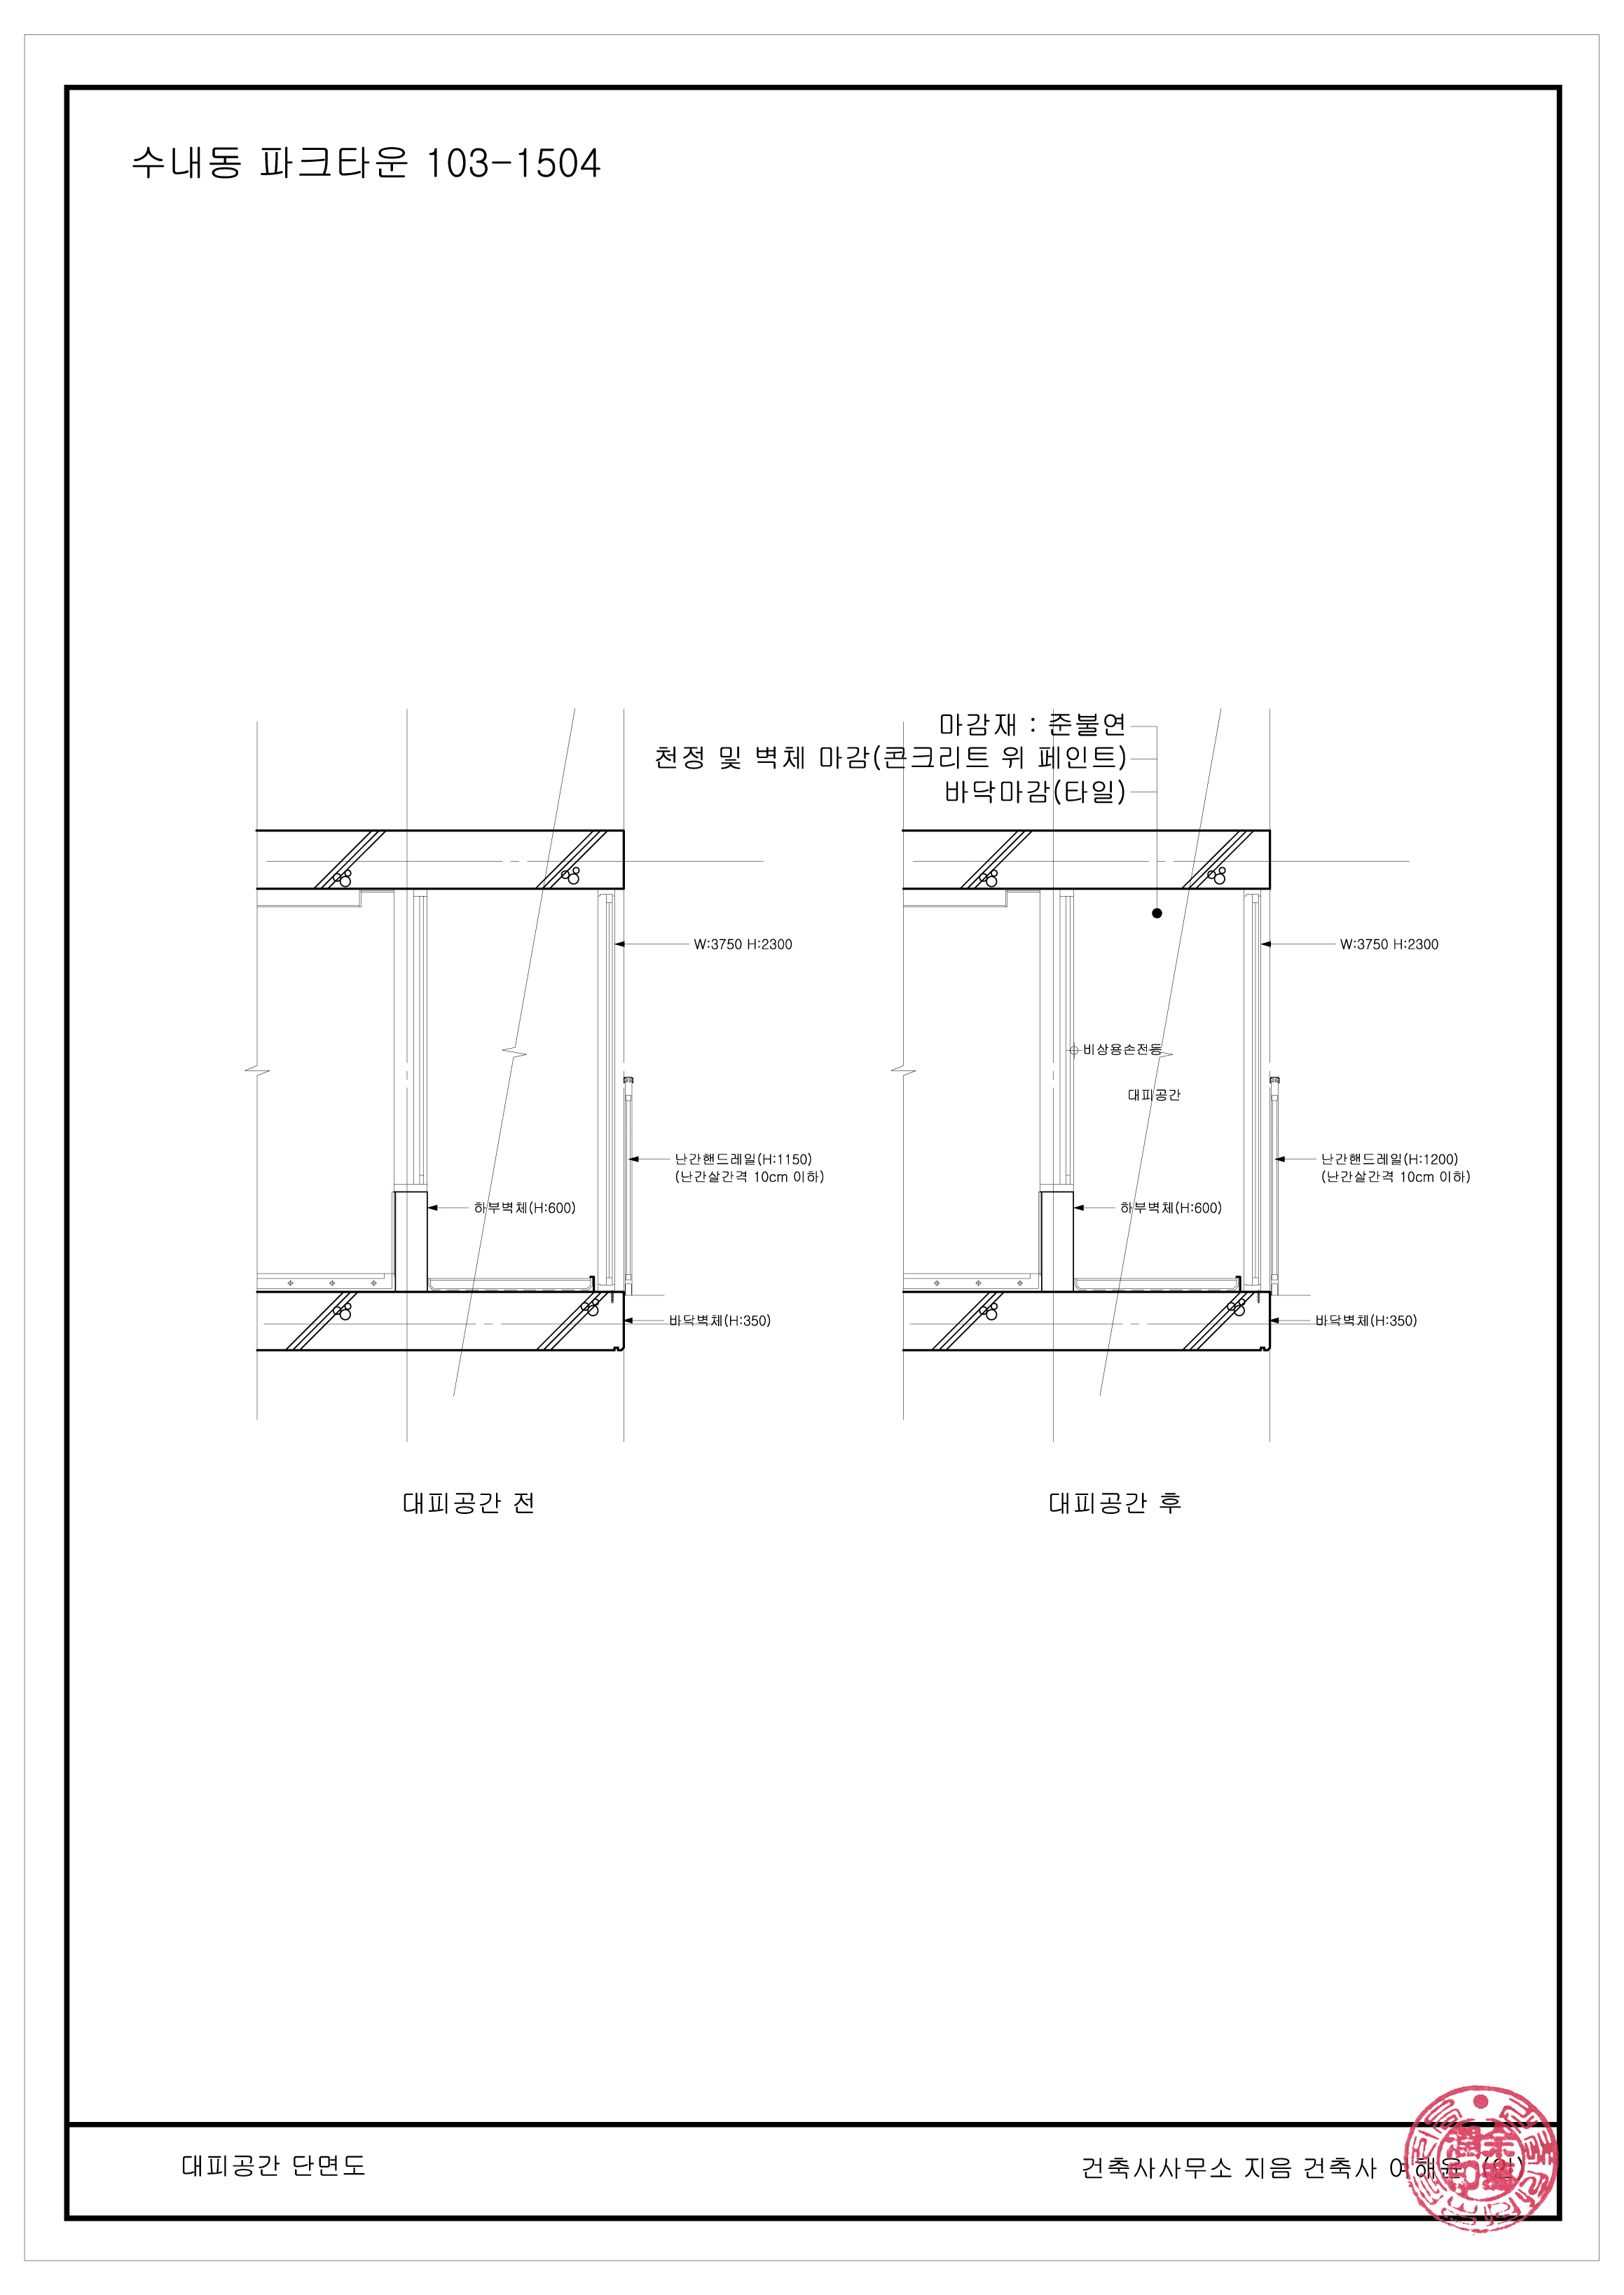 수내동 파크타운 103-1504
마감재 : 준불연
천정 및 벽체 마감(콘크리트 위 페인트)
바닥마감(타일)
W:3750 H:2300
난간핸드레일(H:1150)
(난간살간격 10cm 이하)
하부벽체(H:600)
바닥벽체(H:350)
대피공간 전
W:3750 H:2300
비상용손전등
대피공간
난간핸드레일(H:1200)
(난간살간격 10cm 이하)
하부벽체(H:600)
바닥벽체(H:350)
대피공간 후
대피공간 단면도
건축사사무소 지음 건축사 여해윤 (인)